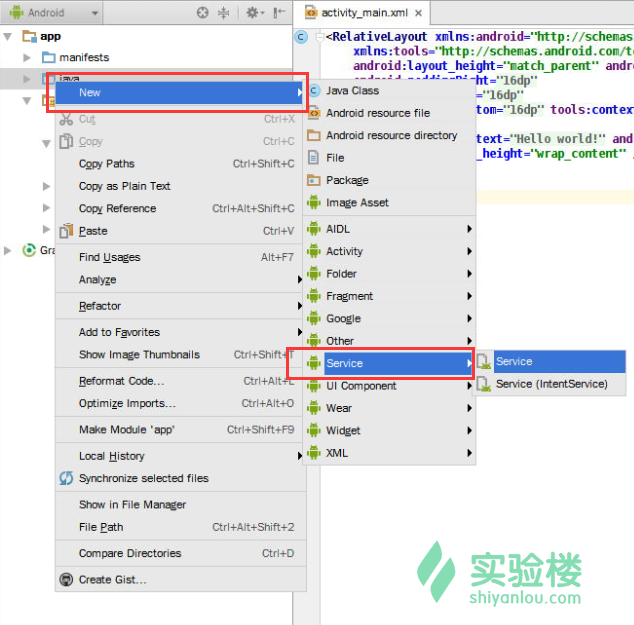 Android
activity_main.xml
app
manifests
java
Gra
<RelativeLayout xmlns:android="http://schemas
xmlns:tools="http://schemas.android.com/to
android:layout_height="match_parent" andro
android:paddingRight="16dp"
="16dp"
tom="16dp" tools:contex
text="Hello world!" and
_height="wrap_content"
New
Cut Ctrl+X
Copy Ctrl+C
Copy Paths Ctrl+Shift+C
Copy as Plain Text
Copy Reference Ctrl+Alt+Shift+C
Paste Ctrl+V
Find Usages Alt+F7
Analyze
Refactor
Add to Favorites
Show Image Thumbnails Ctrl+Shift+T
Reformat Code... Ctrl+Alt+L
Optimize Imports... Ctrl+Alt+O
Make Module 'app' Ctrl+Shift+F9
Local History
Synchronize selected files
Show in File Manager
File Path Ctrl+Alt+Shift+2
Compare Directories Ctrl+D
Create Gist...
Java Class
Android resource file
Android resource directory
File
Package
Image Asset
AIDL
Activity
Folder
Fragment
Google
Other
Service
UI Component
Wear
Widget
XML
Service
Service (IntentService)
实验楼
shiyanlou.com